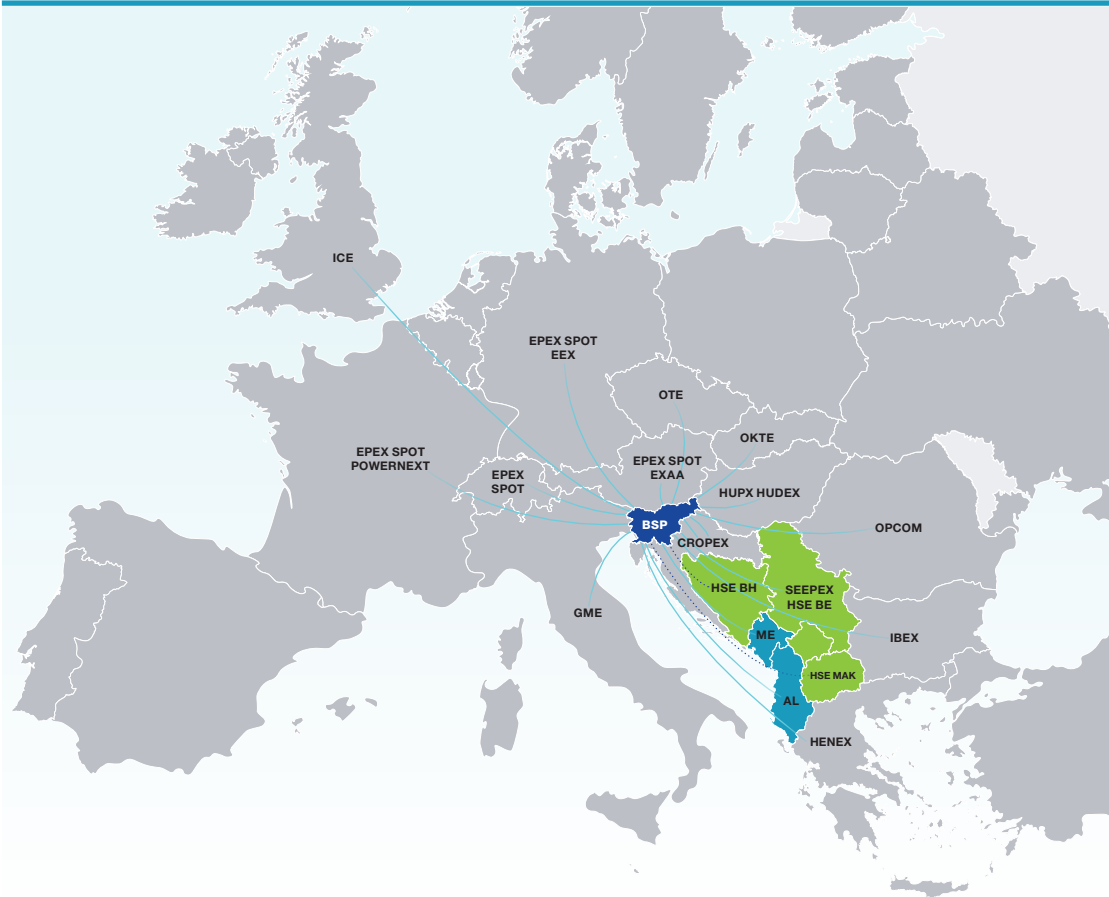 ICE
EPEX SPOT
EEX
OTE
OKTE
EPEX SPOT
POWERNEXT
EPEX
SPOT
EPEX SPOT
EXAA
HUPX HUDEX
BSP
OPCOM
CROPEX
HSE BH
SEEPEX
HSE BE
GME
ME
IBEX
HSE MAK
AL
HENEX